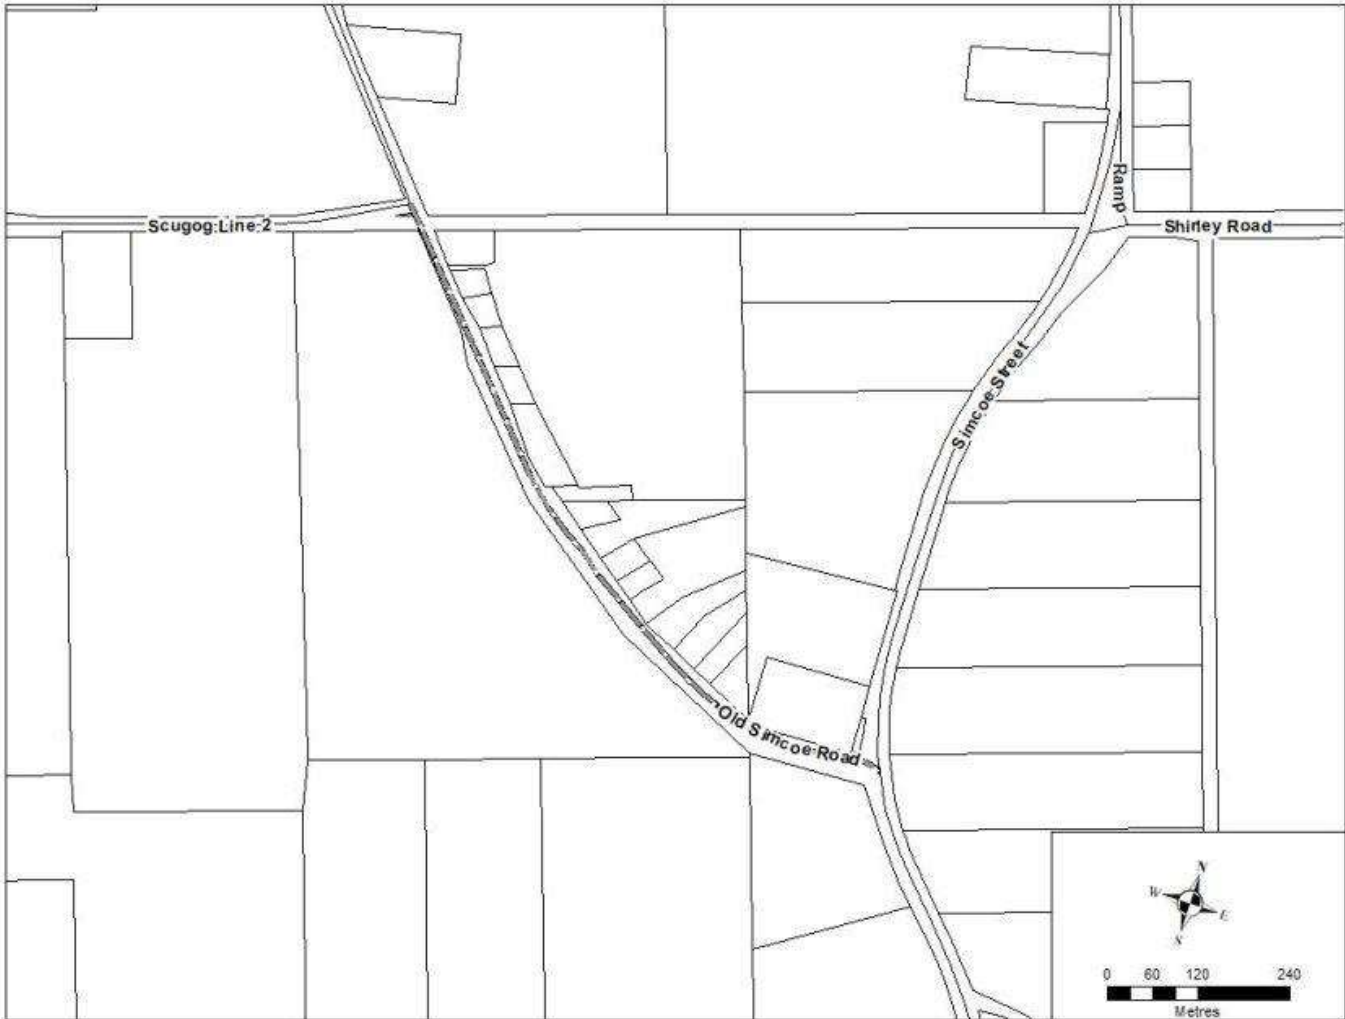 Scugog Line 2
Ramp
Shirley Road
Simcoe Street
Old Simcoe Road
N
W
E
S
0 60 120 240
Metres